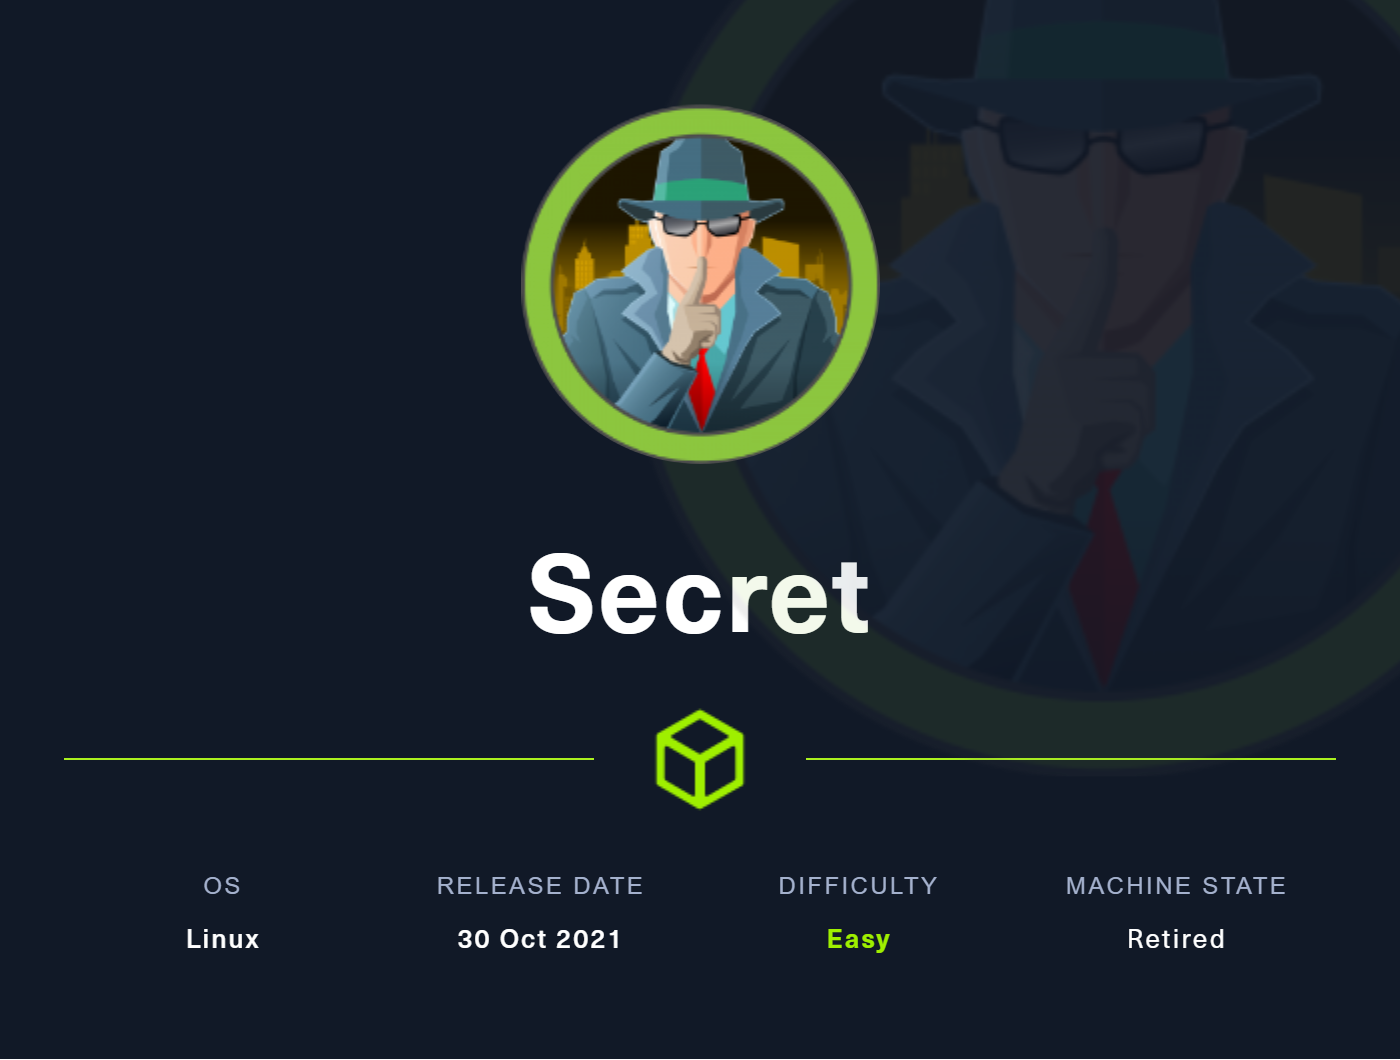 Secret
OS
Linux
RELEASE DATE
30 Oct 2021
DIFFICULTY
Easy
MACHINE STATE
Retired